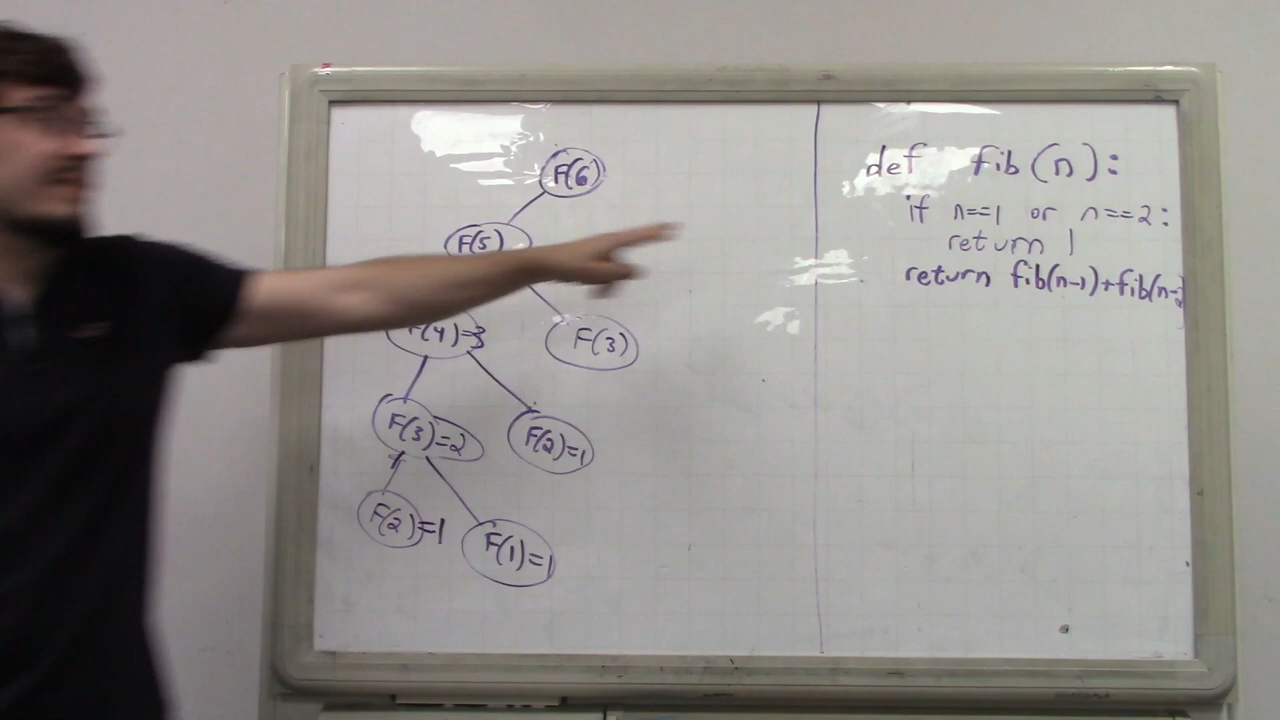 F(6)
F(5)
F(4)=3
F(3)
F(3)=2
F(2)=1
F(2)=1
F(1)=1
def fib(n):
if n==1 or n==2:
return 1
return fib(n-1)+fib(n-2